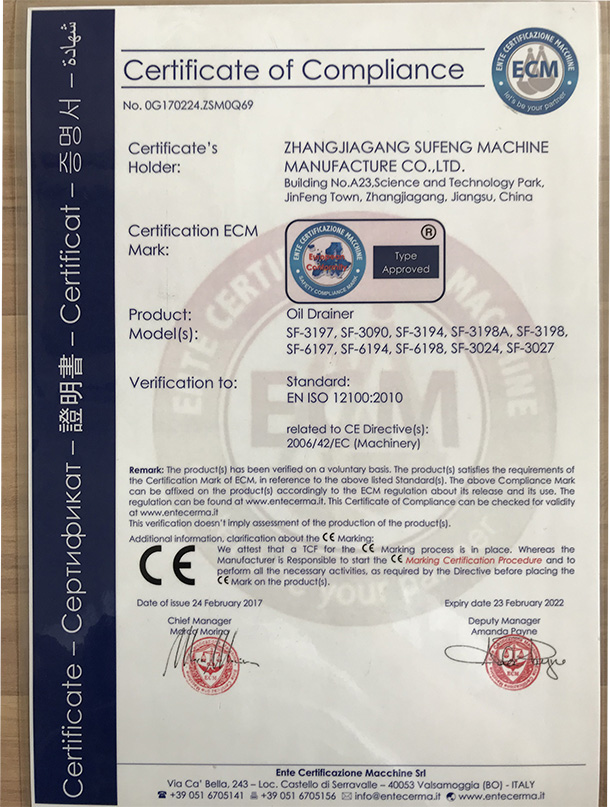 Certificate – Сертификат – 證明書 – Certificat – 증명서 – شهادة
Certificate of Compliance
ENTE CERTIFICAZIONE MACCHINE
ECM
let's be your partner
No. 0G170224.ZSM0Q69
Certificate's
Holder:
ZHANGJIAGANG SUFENG MACHINE
MANUFACTURE CO.,LTD.
Building No.A23,Science and Technology Park,
JinFeng Town, Zhangjiagang, Jiangsu, China
Certification ECM
Mark:
ENTE CERTIFICAZIONE MACCHINE
European
Conformity
SAFETY COMPLIANCE MARK
Type
Approved
®
Product:
Oil Drainer
Model(s):
SF-3197, SF-3090, SF-3194, SF-3198A, SF-3198,
SF-6197, SF-6194, SF-6198, SF-3024, SF-3027
Verification to:
Standard:
EN ISO 12100:2010
related to CE Directive(s):
2006/42/EC (Machinery)
Remark: The product(s) has been verified on a voluntary basis. The product(s) satisfies the requirements of
the Certification Mark of ECM, in reference to the above listed Standard(s). The above Compliance Mark
can be affixed on the product(s) accordingly to the ECM regulation about its release and its use. The
regulation can be found at www.entecerma.it. This Certificate of Compliance can be checked for validity
at www.entecerma.it
This verification doesn't imply assessment of the production of the product(s).
Additional information, clarification about the CE Marking:
CE
We attest that a TCF for the CE Marking process is in place. Whereas the
Manufacturer is Responsible to start the CE Marking Certification Procedure and to
perform all the necessary activities, as required by the Directive before placing the
CE Mark on the product(s).
Date of issue 24 February 2017
Expiry date 23 February 2022
Chief Manager
Marco Morina
Deputy Manager
Amanda Payne
ECM
ECM
Ente Certificazione Macchine Srl
Via Ca' Bella, 243 – Loc. Castello di Serravalle – 40053 Valsamoggia (BO) - ITALY
☎ +39 051 6705141 +39 051 6705156 ✉ info@entecerma.it www.entecerma.it